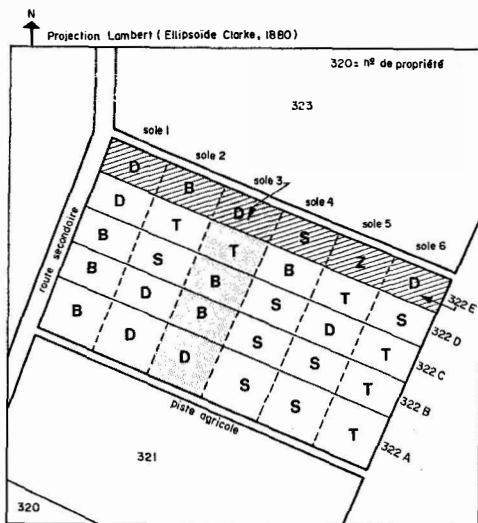 N
Projection Lambert (Ellipsoïde Clarke, 1880)
320 = nº de propriété
323
sole 1
sole 2
sole 3
sole 4
sole 5
sole 6
D B D S Z D 322 E
D T T B T S 322 D
B S B S D T 322 C
B D B S S T 322 B
B D D S S T 322 A
route secondaire
piste agricole
321
320